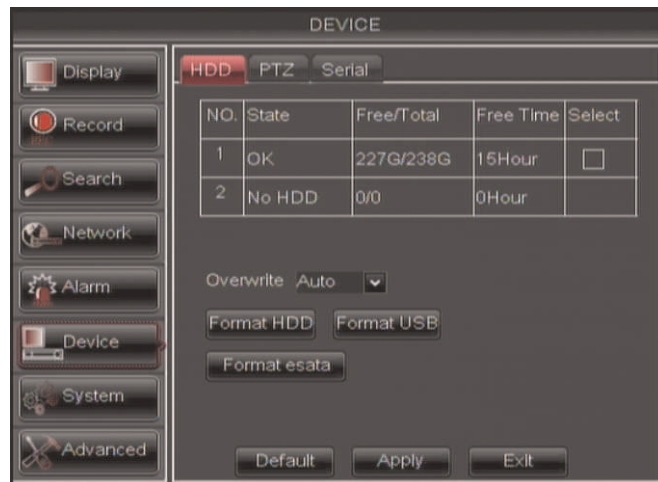 DEVICE
Display
Record
Search
Network
Alarm
Device
System
Advanced
HDD PTZ Serial
NO. State Free/Total Free Time Select
1 OK 227G/238G 15Hour
2 No HDD 0/0 0Hour
Overwrite Auto
Format HDD Format USB
Format esata
Default Apply Exit